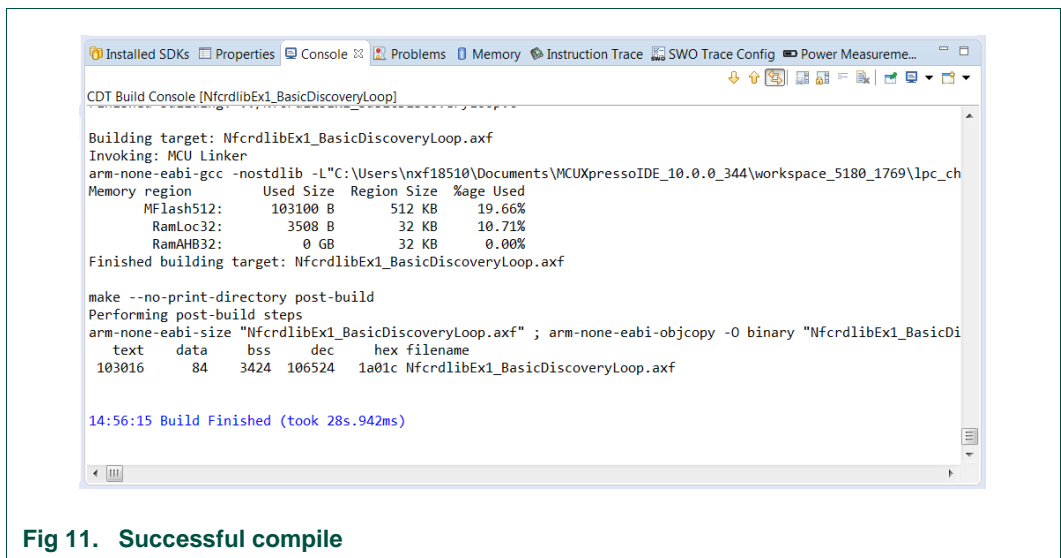 Installed SDKs Properties Console Problems Memory Instruction Trace SWO Trace Config Power Measureme...
CDT Build Console [NfcrdlibEx1_BasicDiscoveryLoop]
Building target: NfcrdlibEx1_BasicDiscoveryLoop.axf
Invoking: MCU Linker
arm-none-eabi-gcc -nostdlib -L"C:\Users\nxf18510\Documents\MCUXpressoIDE_10.0.0_344\workspace_5180_1769\lpc_ch
Memory region Used Size Region Size %age Used
MFlash512: 103100 B 512 KB 19.66%
RamLoc32: 3508 B 32 KB 10.71%
RamAHB32: 0 GB 32 KB 0.00%
Finished building target: NfcrdlibEx1_BasicDiscoveryLoop.axf
make --no-print-directory post-build
Performing post-build steps
arm-none-eabi-size "NfcrdlibEx1_BasicDiscoveryLoop.axf" ; arm-none-eabi-objcopy -O binary "NfcrdlibEx1_BasicDi
text data bss dec hex filename
103016 84 3424 106524 1a01c NfcrdlibEx1_BasicDiscoveryLoop.axf
14:56:15 Build Finished (took 28s.942ms)
Fig 11. Successful compile